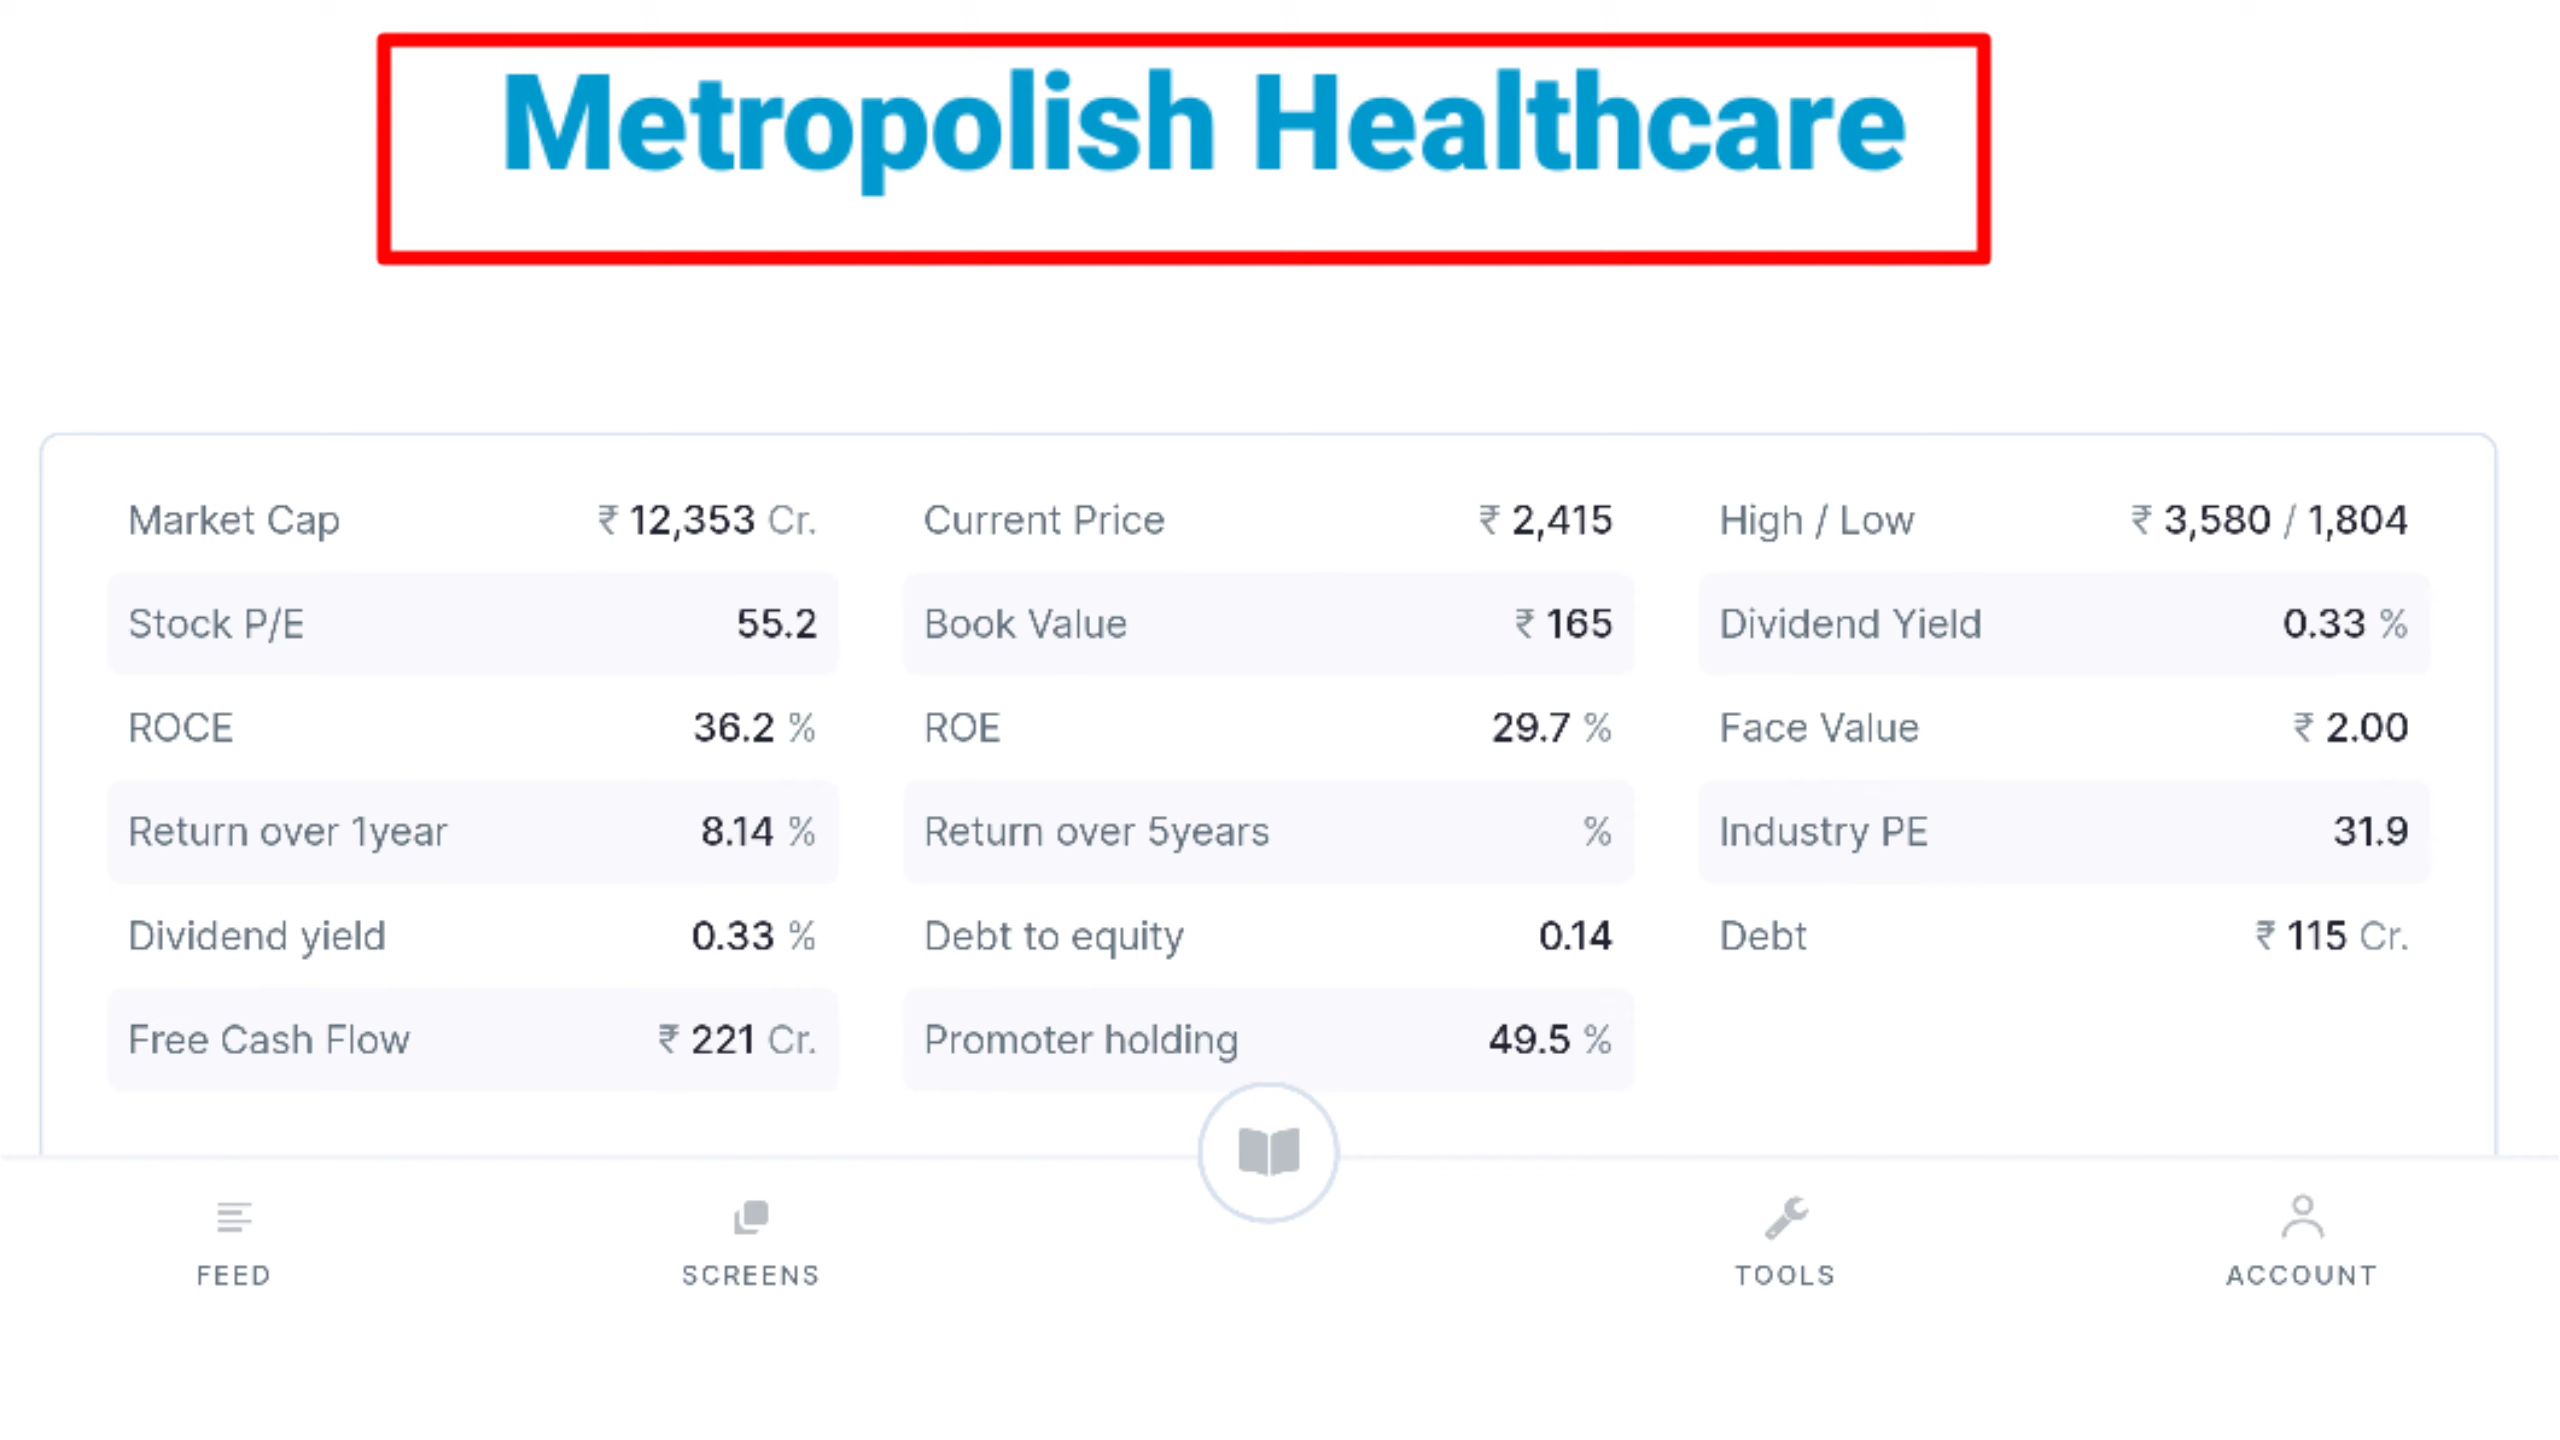 Metropolish Healthcare
Market Cap ₹ 12,353 Cr. Current Price ₹ 2,415 High / Low ₹ 3,580 / 1,804
Stock P/E 55.2 Book Value ₹ 165 Dividend Yield 0.33 %
ROCE 36.2 % ROE 29.7 % Face Value ₹ 2.00
Return over 1year 8.14 % Return over 5years % Industry PE 31.9
Dividend yield 0.33 % Debt to equity 0.14 Debt ₹ 115 Cr.
Free Cash Flow ₹ 221 Cr. Promoter holding 49.5 %
FEED SCREENS TOOLS ACCOUNT